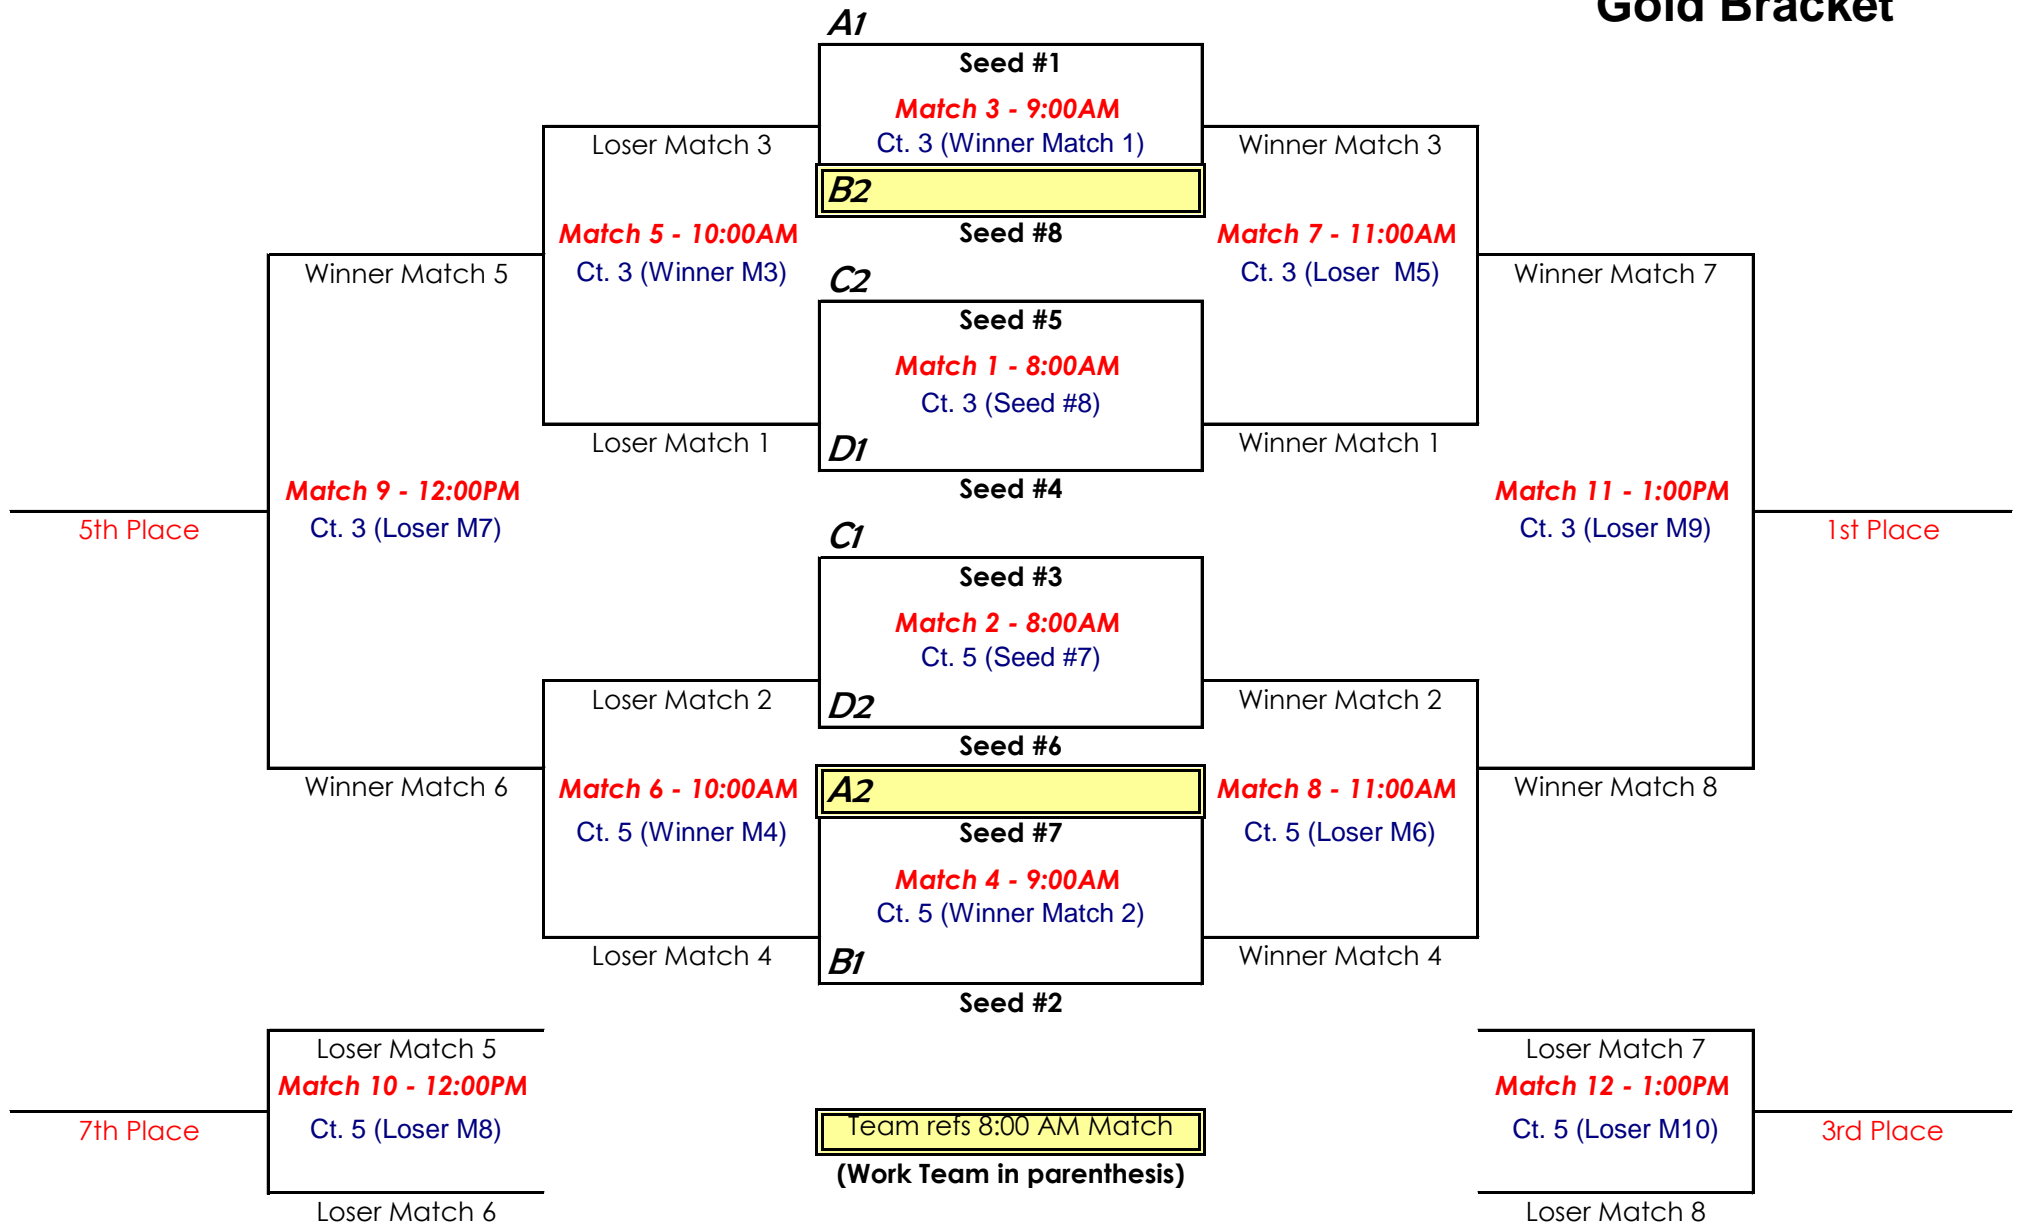 Gold Bracket
A1
Seed #1
Match 3 - 9:00AM
Loser Match 3
Ct. 3 (Winner Match 1)
Winner Match 3
B2
Match 5 - 10:00AM
Seed #8
Match 7 - 11:00AM
Winner Match 5
Ct. 3 (Winner M3)
C2
Ct. 3 (Loser  M5)
Winner Match 7
Seed #5
Match 1 - 8:00AM
Ct. 3 (Seed #8)
Loser Match 1
D1
Winner Match 1
Match 9 - 12:00PM
Seed #4
Match 11 - 1:00PM
5th Place
Ct. 3 (Loser M7)
C1
Ct. 3 (Loser M9)
1st Place
Seed #3
Match 2 - 8:00AM
Ct. 5 (Seed #7)
Loser Match 2
D2
Winner Match 2
Seed #6
Winner Match 6
Match 6 - 10:00AM
A2
Match 8 - 11:00AM
Winner Match 8
Ct. 5 (Winner M4)
Seed #7
Ct. 5 (Loser M6)
Match 4 - 9:00AM
Ct. 5 (Winner Match 2)
Loser Match 4
B1
Winner Match 4
Seed #2
Loser Match 5
Loser Match 7
Match 10 - 12:00PM
Match 12 - 1:00PM
7th Place
Ct. 5 (Loser M8)
Team refs 8:00 AM Match
Ct. 5 (Loser M10)
3rd Place
(Work Team in parenthesis)
Loser Match 6
Loser Match 8